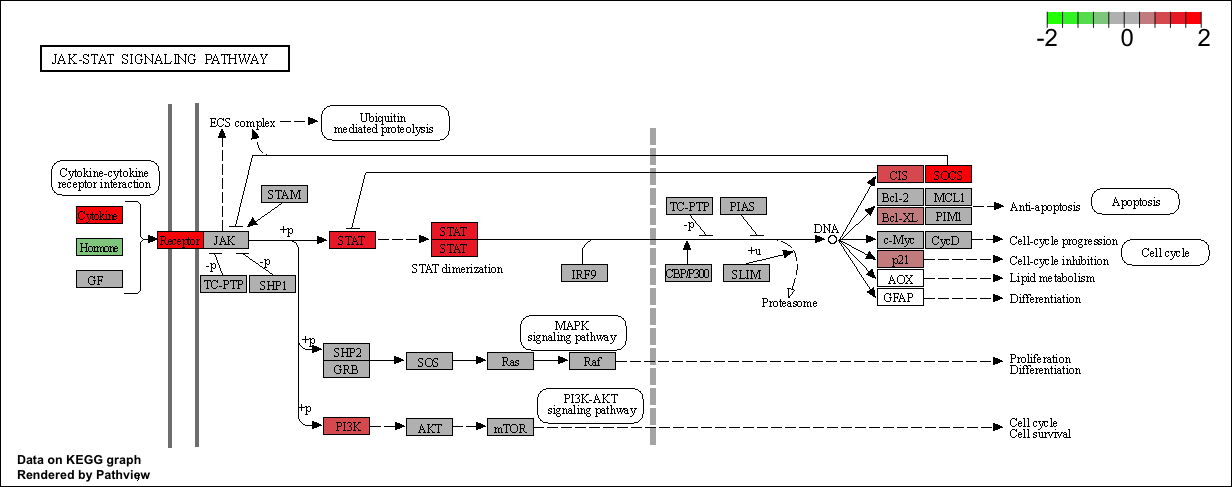 -2 0 2
JAK-STAT SIGNALING PATHWAY
ECS complex
Ubiquitin
mediated proteolysis
Cytokine-cytokine
receptor interaction
Cytokine
Hormone
GF
Receptor
JAK
STAM
+p
-p
-p
TC-PTP
SHP1
STAT
STAT
STAT
STAT dimerization
IRF9
TC-PTP
PIAS
-p
+u
CBP/P300
SLIM
Proteasome
DNA
CIS
SOCS
Bcl-2
MCL1
Bcl-XL
PIM1
c-Myc
CycD
p21
AOX
GFAP
Anti-apoptosis
Apoptosis
Cell-cycle progression
Cell-cycle inhibition
Cell cycle
Lipid metabolism
Differentiation
+p
SHP2
GRB
SOS
Ras
Raf
MAPK
signaling pathway
Proliferation
Differentiation
+p
PI3K
AKT
mTOR
PI3K-AKT
signaling pathway
Cell cycle
Cell survival
Data on KEGG graph
Rendered by Pathview